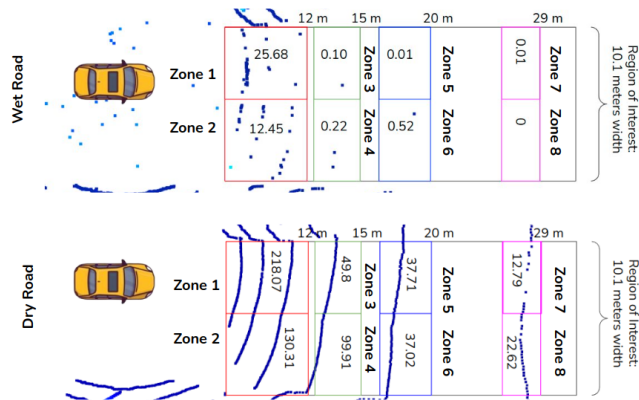 Wet Road
12 m
15 m
20 m
29 m
Zone 1
25.68
0.10
Zone 3
0.01
Zone 5
0.01
Zone 7
Zone 2
12.45
0.22
Zone 4
0.52
Zone 6
0
Zone 8
Region of Interest:
10.1 meters width
Dry Road
12 m
15 m
20 m
29 m
Zone 1
218.07
49.8
Zone 3
37.71
Zone 5
12.79
Zone 7
Zone 2
130.31
99.91
Zone 4
37.02
Zone 6
22.62
Zone 8
Region of Interest:
10.1 meters width